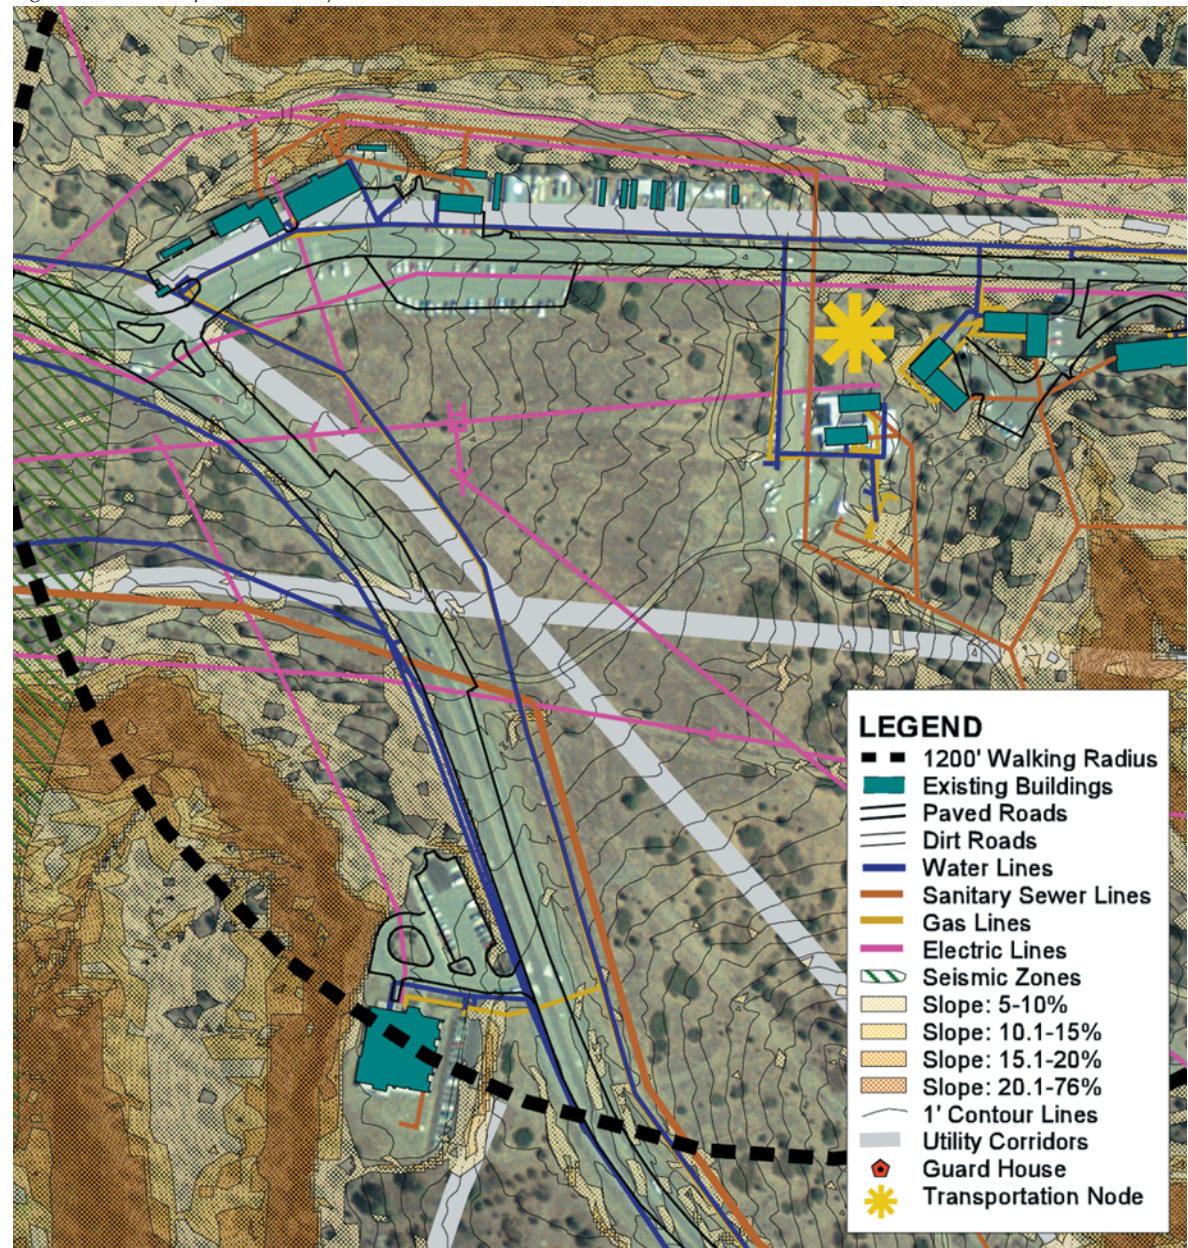 LEGEND
1200' Walking Radius
Existing Buildings
Paved Roads
Dirt Roads
Water Lines
Sanitary Sewer Lines
Gas Lines
Electric Lines
Seismic Zones
Slope: 5-10%
Slope: 10.1-15%
Slope: 15.1-20%
Slope: 20.1-76%
1' Contour Lines
Utility Corridors
Guard House
Transportation Node